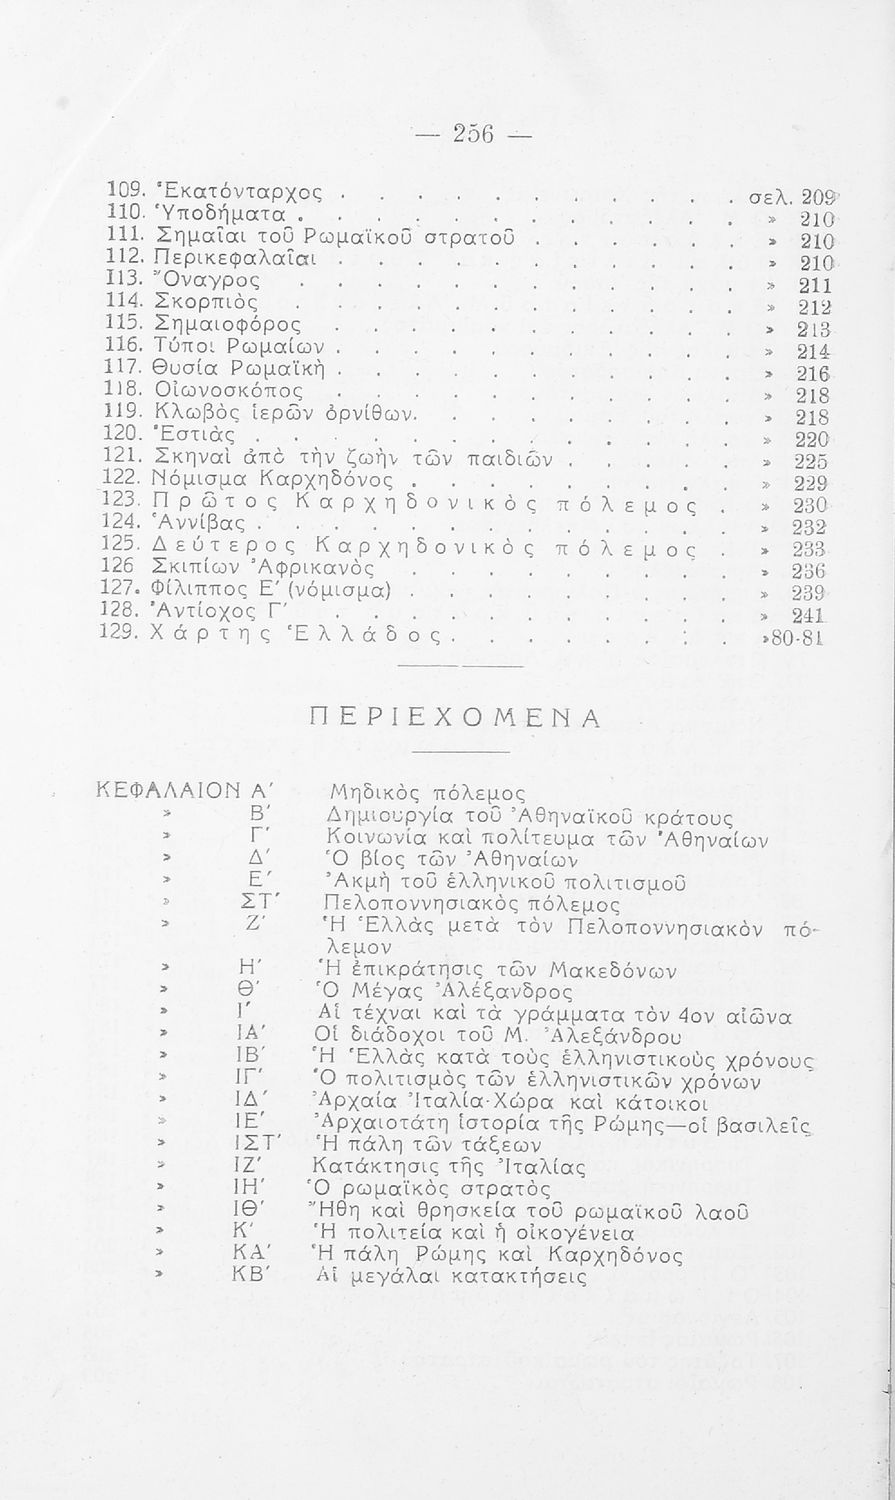 — 256 —
109. Ἑκατόνταρχος . . . . . . . . . . . . σελ. 209
110. Ὑποδήματα . . . . . . . . . . . . » 210
111. Σημαῖαι τοῦ Ρωμαϊκοῦ στρατοῦ . . . . . . » 210
112. Περικεφαλαῖαι . . . . . . . . . . . » 210
113. Ὄναγρος . . . . . . . . . . . . » 211
114. Σκορπιὸς . . . . . . . . . . . . » 212
115. Σημαιοφόρος . . . . . . . . . . . » 213
116. Τύποι Ρωμαίων . . . . . . . . . . . » 214
117. Θυσία Ρωμαϊκὴ . . . . . . . . . . . » 216
118. Οἰωνοσκόπος . . . . . . . . . . . » 218
119. Κλωβὸς ἱερῶν ὀρνίθων. . . . . . . . . » 218
120. Ἑστιὰς . . . . . . . . . . . . . » 220
121. Σκηναὶ ἀπὸ τὴν ζωὴν τῶν παιδιῶν . . . . . » 225
122. Νόμισμα Καρχηδόνος . . . . . . . . . » 229
123. Πρῶτος Καρχηδονικὸς πόλεμος . » 230
124. Ἀννίβας . . . . . . . . . . . . . » 232
125. Δεύτερος Καρχηδονικὸς πόλεμος . » 233
126 Σκιπίων Ἀφρικανὸς . . . . . . . . . » 236
127. Φίλιππος Ε' (νόμισμα) . . . . . . . . . » 239
128. Ἀντίοχος Γ' . . . . . . . . . . . » 241
129. Χάρτης Ἑλλάδος. . . . . . . . »80-81
ΠΕΡΙΕΧΟΜΕΝΑ
ΚΕΦΑΛΑΙΟΝ Α' Μηδικὸς πόλεμος
» Β' Δημιουργία τοῦ Ἀθηναϊκοῦ κράτους
» Γ' Κοινωνία καὶ πολίτευμα τῶν Ἀθηναίων
» Δ' Ὁ βίος τῶν Ἀθηναίων
» Ε' Ἀκμὴ τοῦ ἑλληνικοῦ πολιτισμοῦ
» ΣΤ' Πελοποννησιακὸς πόλεμος
» Ζ' Ἡ Ἑλλὰς μετὰ τὸν Πελοποννησιακὸν πό-
λεμον
» Η' Ἡ ἐπικράτησις τῶν Μακεδόνων
» Θ' Ὁ Μέγας Ἀλέξανδρος
» Ι' Αἱ τέχναι καὶ τὰ γράμματα τὸν 4ον αἰῶνα
» ΙΑ' Οἱ διάδοχοι τοῦ Μ. Ἀλεξάνδρου
» ΙΒ' Ἡ Ἑλλὰς κατὰ τοὺς ἑλληνιστικοὺς χρόνους
» ΙΓ' Ὁ πολιτισμὸς τῶν ἑλληνιστικῶν χρόνων
» ΙΔ' Ἀρχαία Ἰταλία-Χώρα καὶ κάτοικοι
» ΙΕ' Ἀρχαιοτάτη ἱστορία τῆς Ρώμης—οἱ βασιλεῖς
» ΙΣΤ' Ἡ πάλη τῶν τάξεων
» ΙΖ' Κατάκτησις τῆς Ἰταλίας
» ΙΗ' Ὁ ρωμαϊκὸς στρατὸς
» ΙΘ' Ἤθη καὶ θρησκεία τοῦ ρωμαϊκοῦ λαοῦ
» Κ' Ἡ πολιτεία καὶ ἡ οἰκογένεια
» ΚΑ' Ἡ πάλη Ρώμης καὶ Καρχηδόνος
» ΚΒ' Αἱ μεγάλαι κατακτήσεις